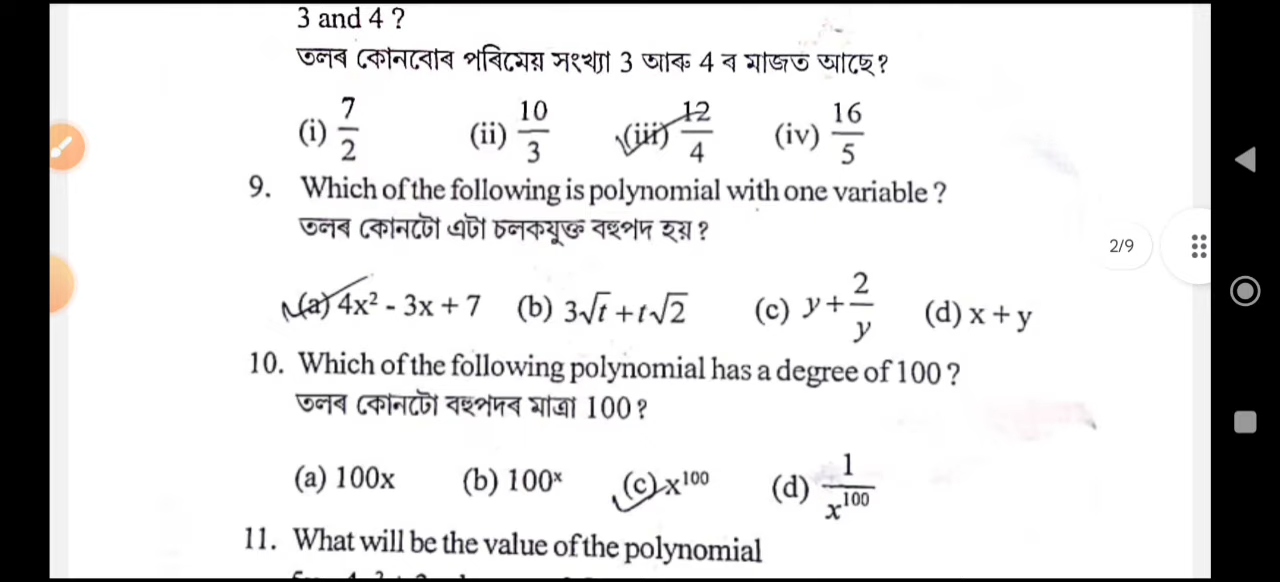 3 and 4 ?
তলৰ কোনবোৰ পৰিমেয় সংখ্যা 3 আৰু 4 ৰ মাজত আছে?
(i) 7/2 (ii) 10/3 (iii) 12/4 (iv) 16/5
9. Which of the following is polynomial with one variable ?
তলৰ কোনটো এটা চলকযুক্ত বহুপদ হয়?
2/9
(a) 4x² - 3x + 7 (b) 3√t + t√2 (c) y + 2/y (d) x + y
10. Which of the following polynomial has a degree of 100 ?
তলৰ কোনটো বহুপদৰ মাত্ৰা 100?
(a) 100x (b) 100ˣ (c) x¹⁰⁰ (d) 1/x¹⁰⁰
11. What will be the value of the polynomial